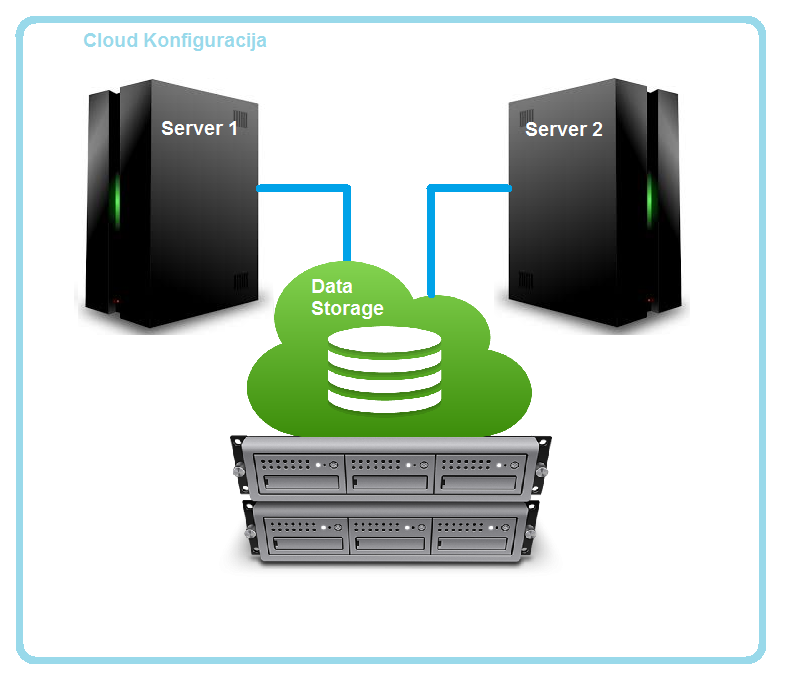 Cloud Konfiguracija
Server 1
Server 2
Data
Storage